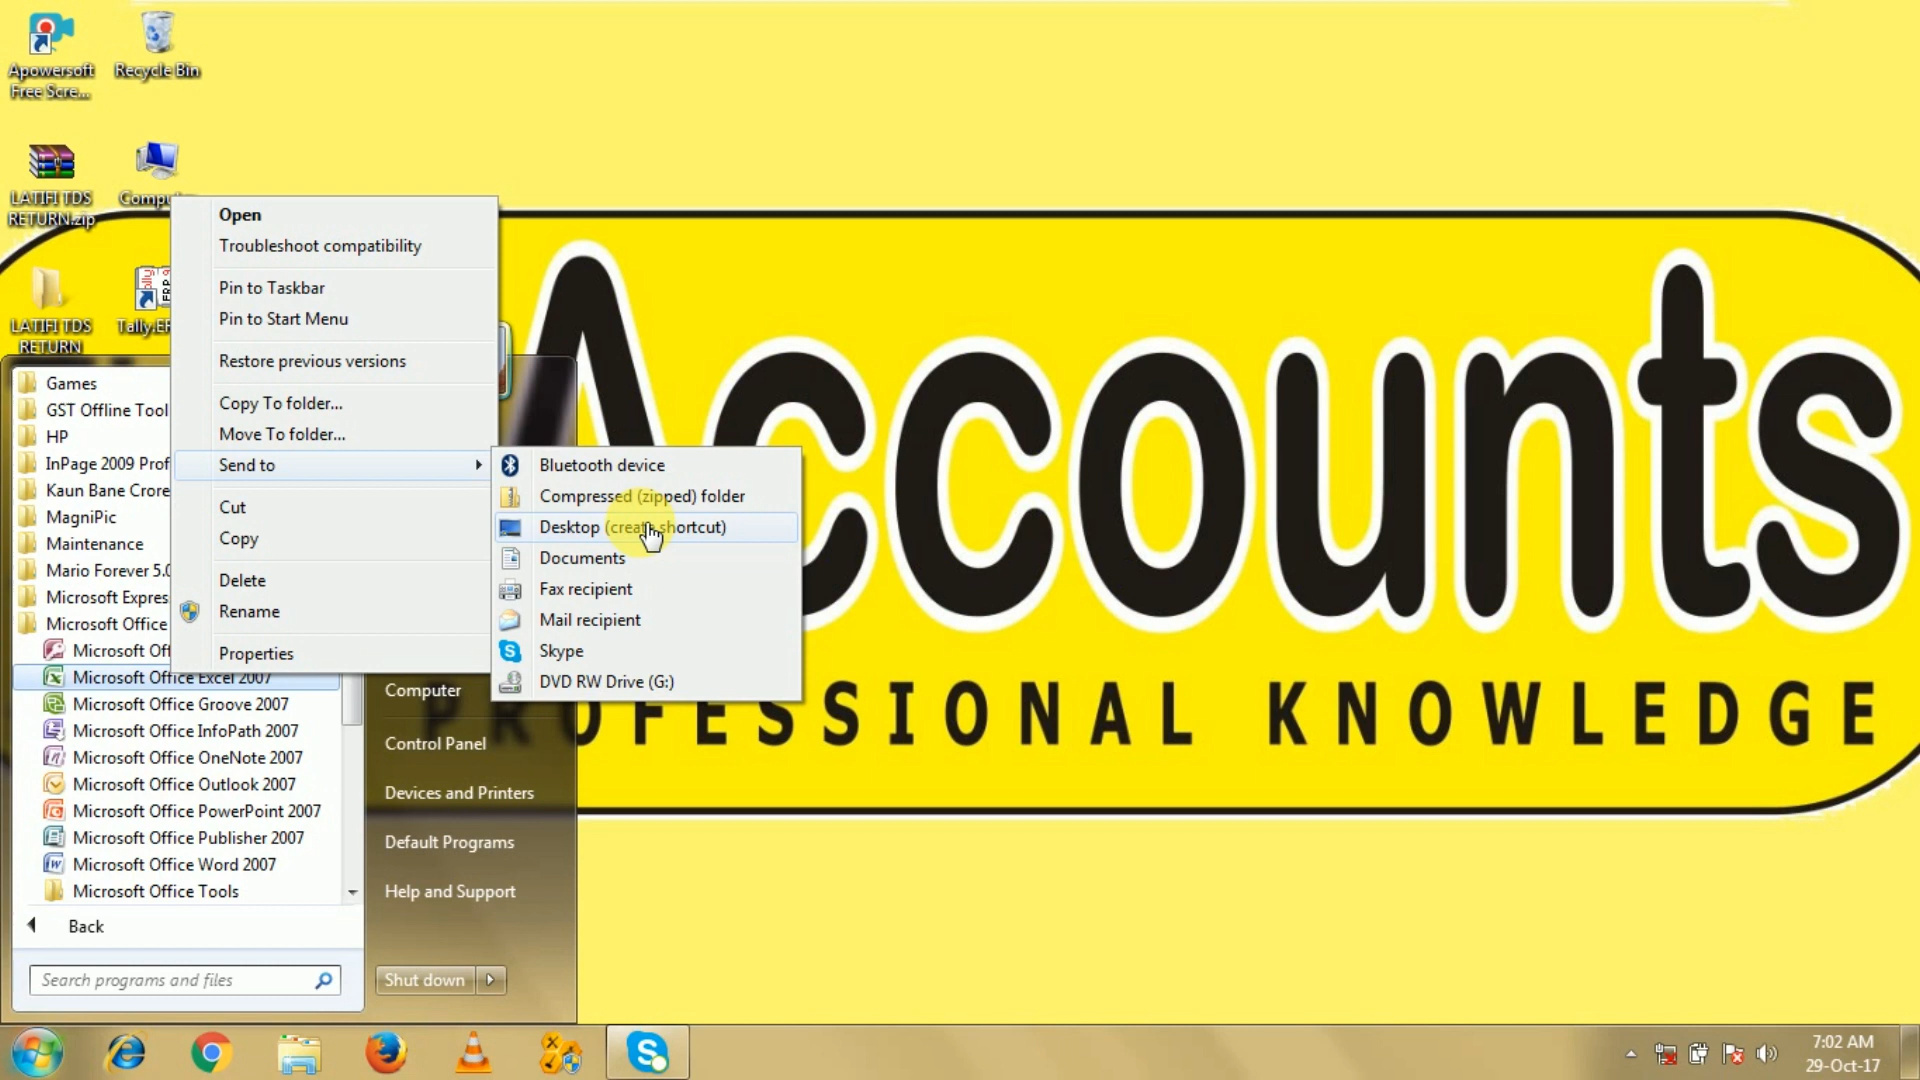 Apowersoft
Free Scre...
Recycle Bin
LATIFI TDS
RETURN.zip
LATIFI TDS
RETURN
Open
Troubleshoot compatibility
Pin to Taskbar
Pin to Start Menu
Restore previous versions
Copy To folder...
Move To folder...
Send to
Cut
Copy
Delete
Rename
Properties
Bluetooth device
Compressed (zipped) folder
Desktop (create shortcut)
Documents
Fax recipient
Mail recipient
Skype
DVD RW Drive (G:)
Games
GST Offline Tool
HP
InPage 2009 Prof
Kaun Bane Crore
MagniPic
Maintenance
Mario Forever 5.0
Microsoft Expres
Microsoft Office
Microsoft Of
Microsoft Office Excel 2007
Microsoft Office Groove 2007
Microsoft Office InfoPath 2007
Microsoft Office OneNote 2007
Microsoft Office Outlook 2007
Microsoft Office PowerPoint 2007
Microsoft Office Publisher 2007
Microsoft Office Word 2007
Microsoft Office Tools
Back
Search programs and files
Computer
Control Panel
Devices and Printers
Default Programs
Help and Support
Shut down
Accounts
PROFESSIONAL KNOWLEDGE
7:02 AM
29-Oct-17